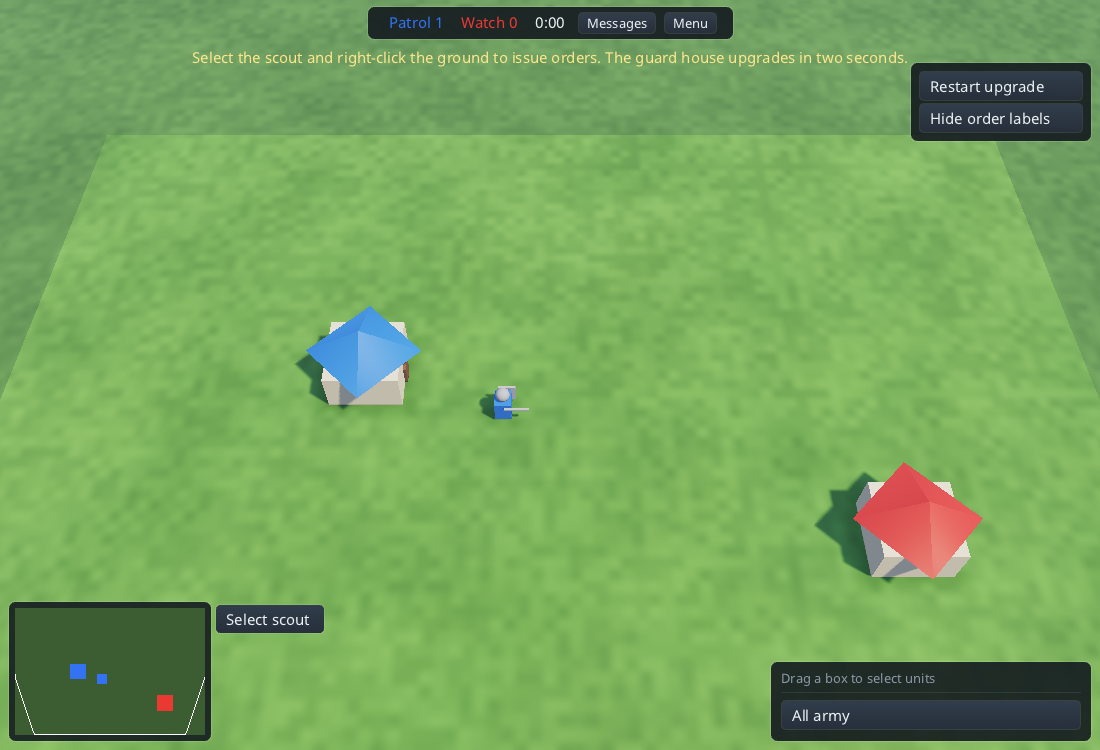 Patrol 1 Watch 0 0:00 Messages Menu
Select the scout and right-click the ground to issue orders. The guard house upgrades in two seconds.
Restart upgrade
Hide order labels
Select scout
Drag a box to select units
All army